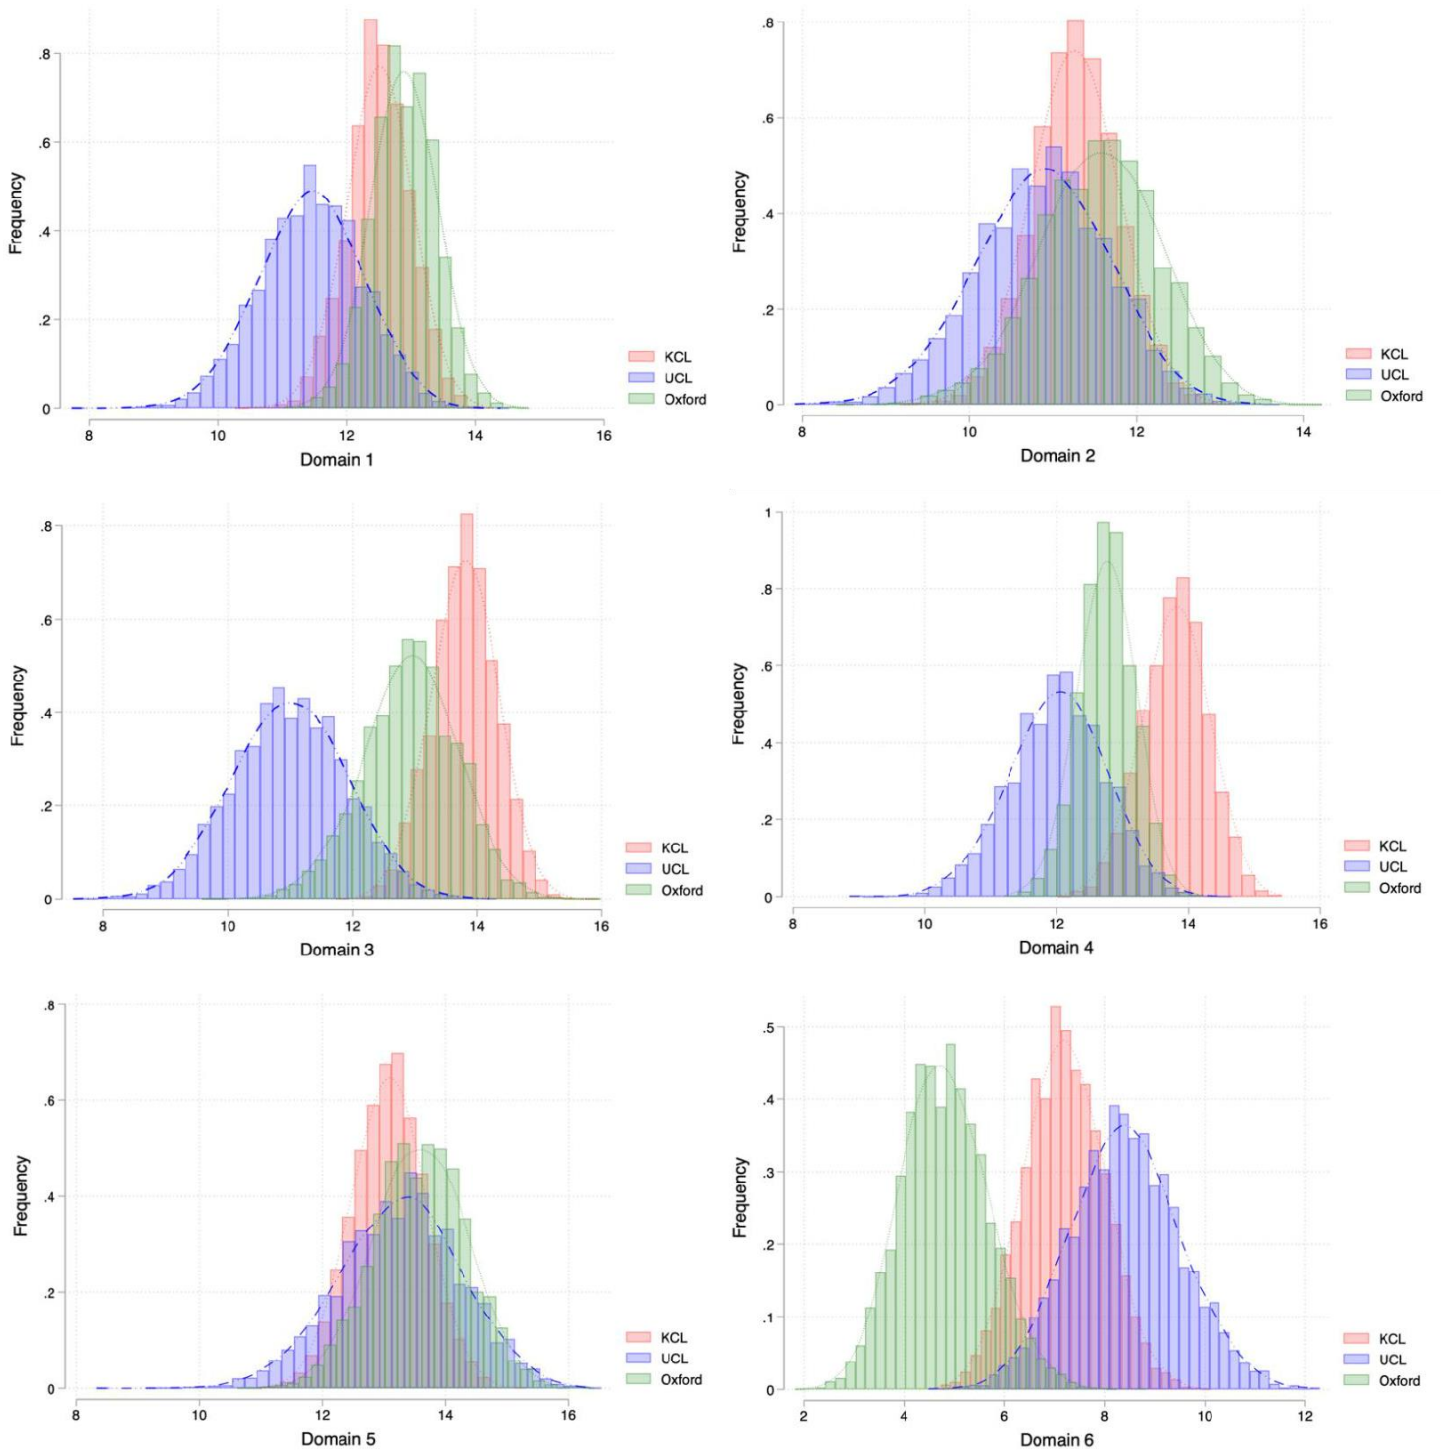 .8
.6
.4
.2
0
Frequency
8 10 12 14 16
Domain 1
KCL
UCL
Oxford
.8
.6
.4
.2
0
Frequency
8 10 12 14
Domain 2
KCL
UCL
Oxford
.8
.6
.4
.2
0
Frequency
8 10 12 14 16
Domain 3
KCL
UCL
Oxford
1
.8
.6
.4
.2
0
Frequency
8 10 12 14 16
Domain 4
KCL
UCL
Oxford
.8
.6
.4
.2
0
Frequency
8 10 12 14 16
Domain 5
KCL
UCL
Oxford
.5
.4
.3
.2
.1
0
Frequency
2 4 6 8 10 12
Domain 6
KCL
UCL
Oxford